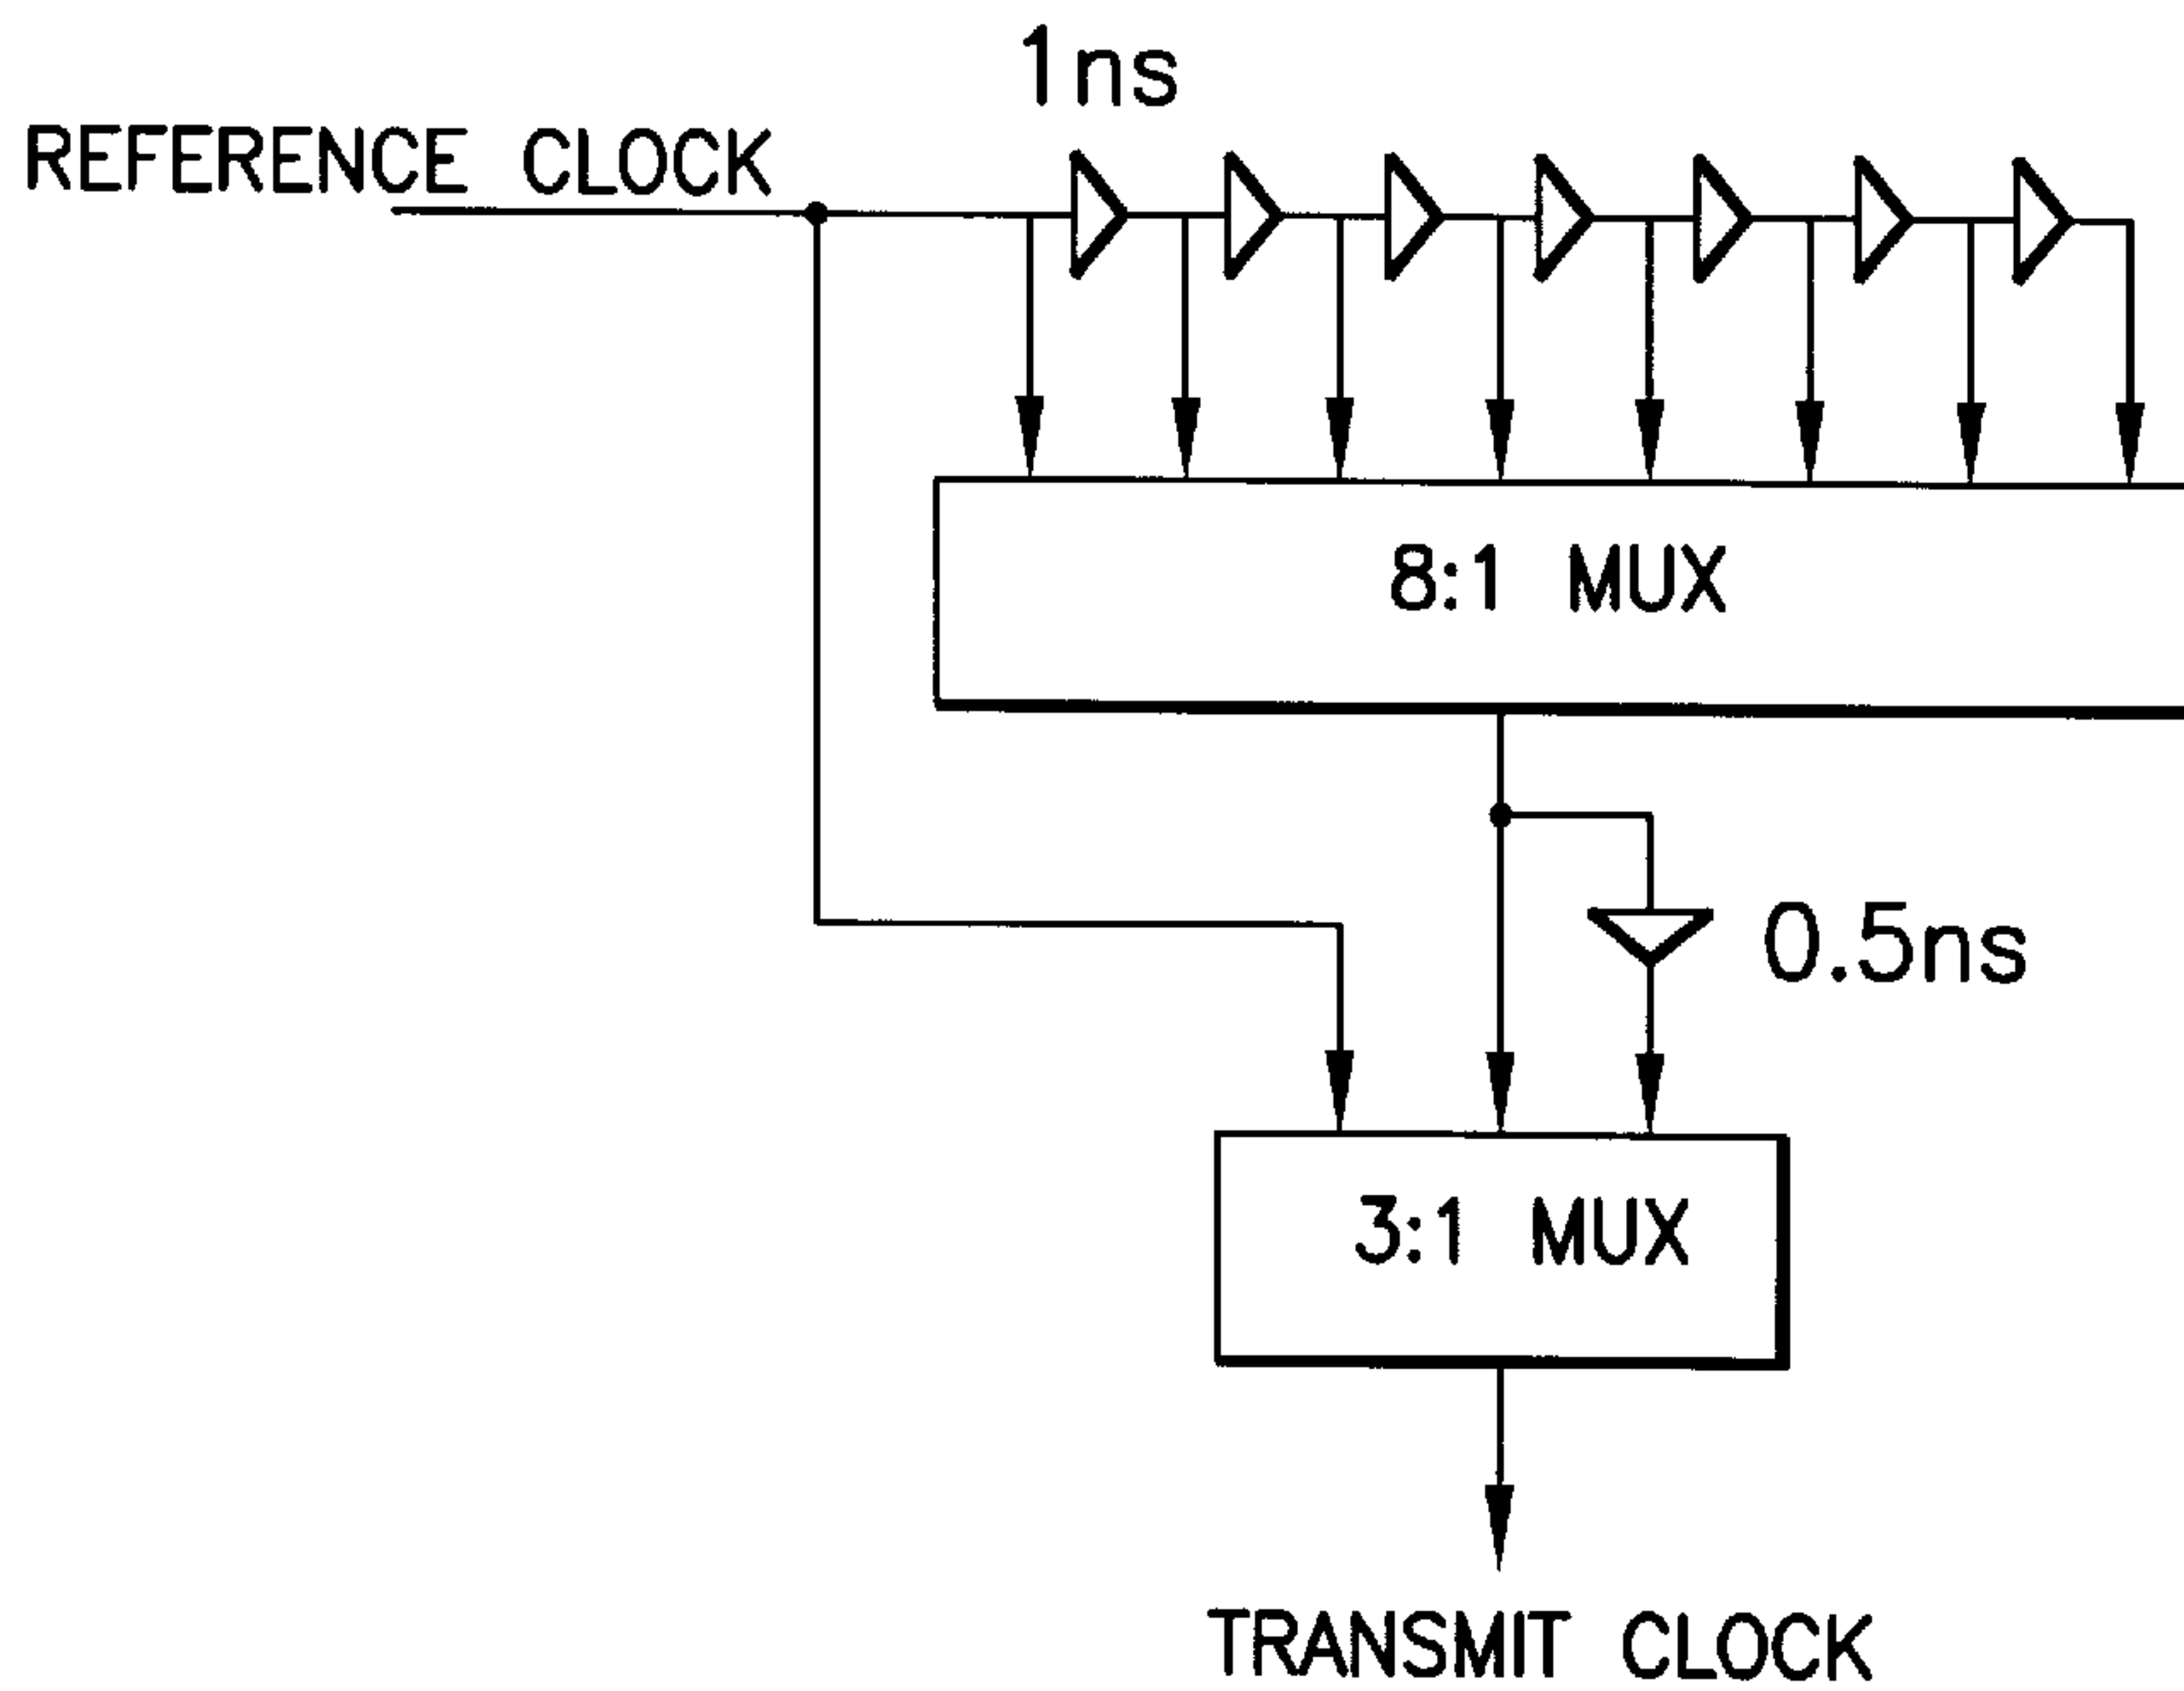 1ns
REFERENCE CLOCK
8:1 MUX
0.5ns
3:1 MUX
TRANSMIT CLOCK